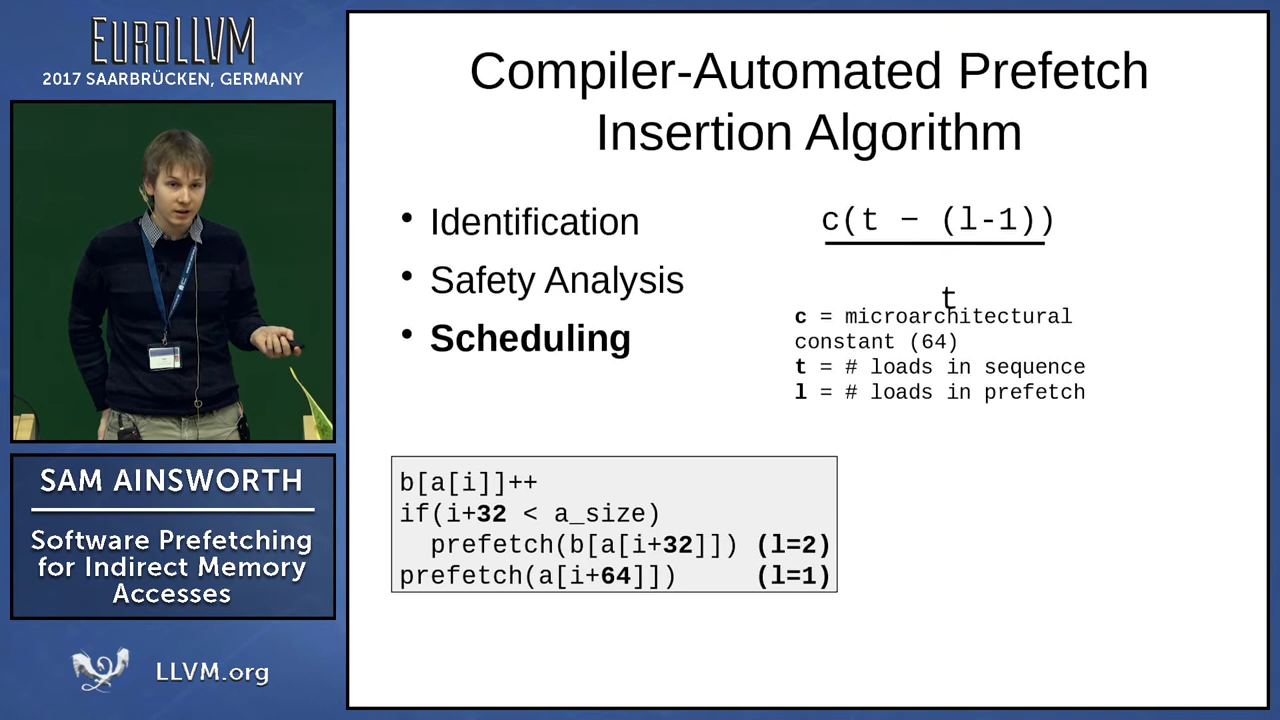 EUROLLVM
2017 SAARBRÜCKEN, GERMANY
SAM AINSWORTH
Software Prefetching
for Indirect Memory
Accesses
LLVM.org
Compiler-Automated Prefetch
Insertion Algorithm
• Identification
• Safety Analysis
• Scheduling
c(t − (l-1))
t
c = microarchitectural
constant (64)
t = # loads in sequence
l = # loads in prefetch
b[a[i]]++
if(i+32 < a_size)
prefetch(b[a[i+32]]) (l=2)
prefetch(a[i+64]]) (l=1)